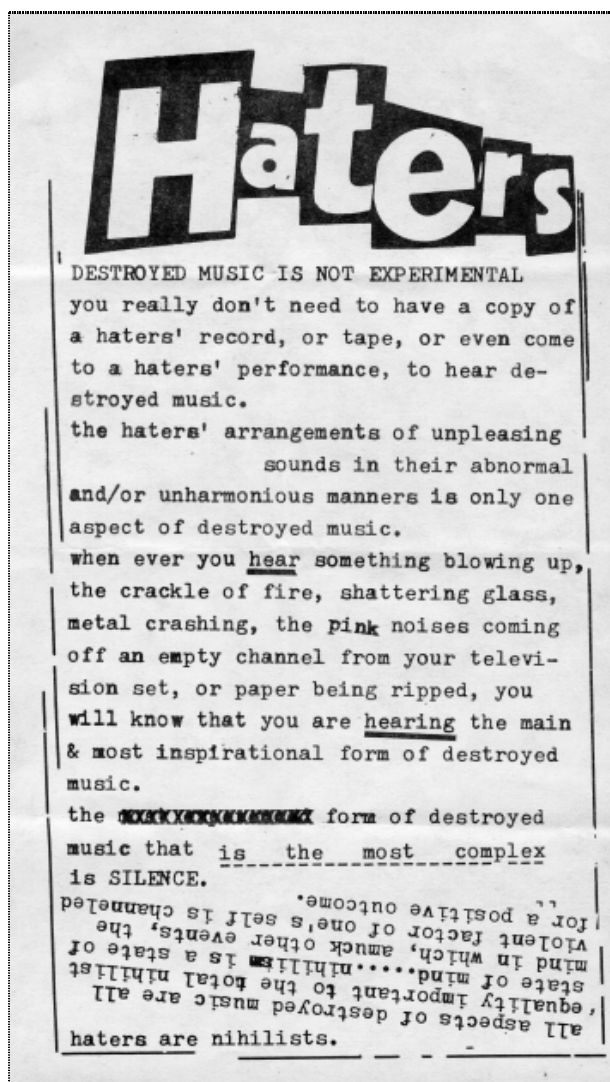 Haters
DESTROYED MUSIC IS NOT EXPERIMENTAL
you really don't need to have a copy of
a haters' record, or tape, or even come
to a haters' performance, to hear de-
stroyed music.
the haters' arrangements of unpleasing
sounds in their abnormal
and/or unharmonious manners is only one
aspect of destroyed music.
when ever you hear something blowing up,
the crackle of fire, shattering glass,
metal crashing, the pink noises coming
off an empty channel from your televi-
sion set, or paper being ripped, you
will know that you are hearing the main
& most inspirational form of destroyed
music.
the form of destroyed
music that is the most complex
is SILENCE.
all aspects of destroyed music are all
'equality important to the total nihilist
state of mind.....nihilism is a state of
mind in which, amuck other events, the
violent factor of one's self is channeled
for a positive outcome.
haters are nihilists.